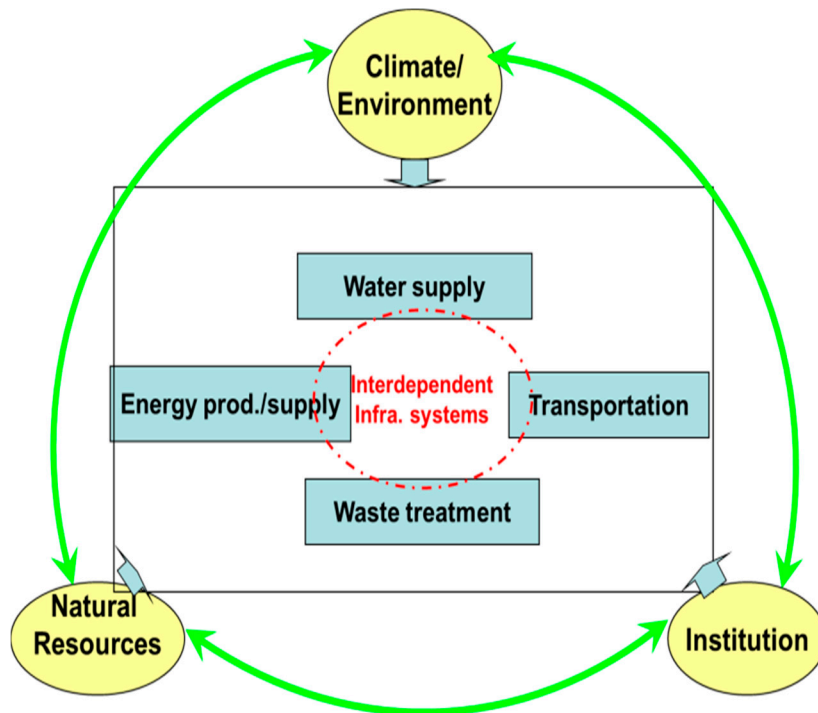 Climate/
Environment
Water supply
Energy prod./supply
Interdependent
Infra. systems
Transportation
Waste treatment
Natural
Resources
Institution